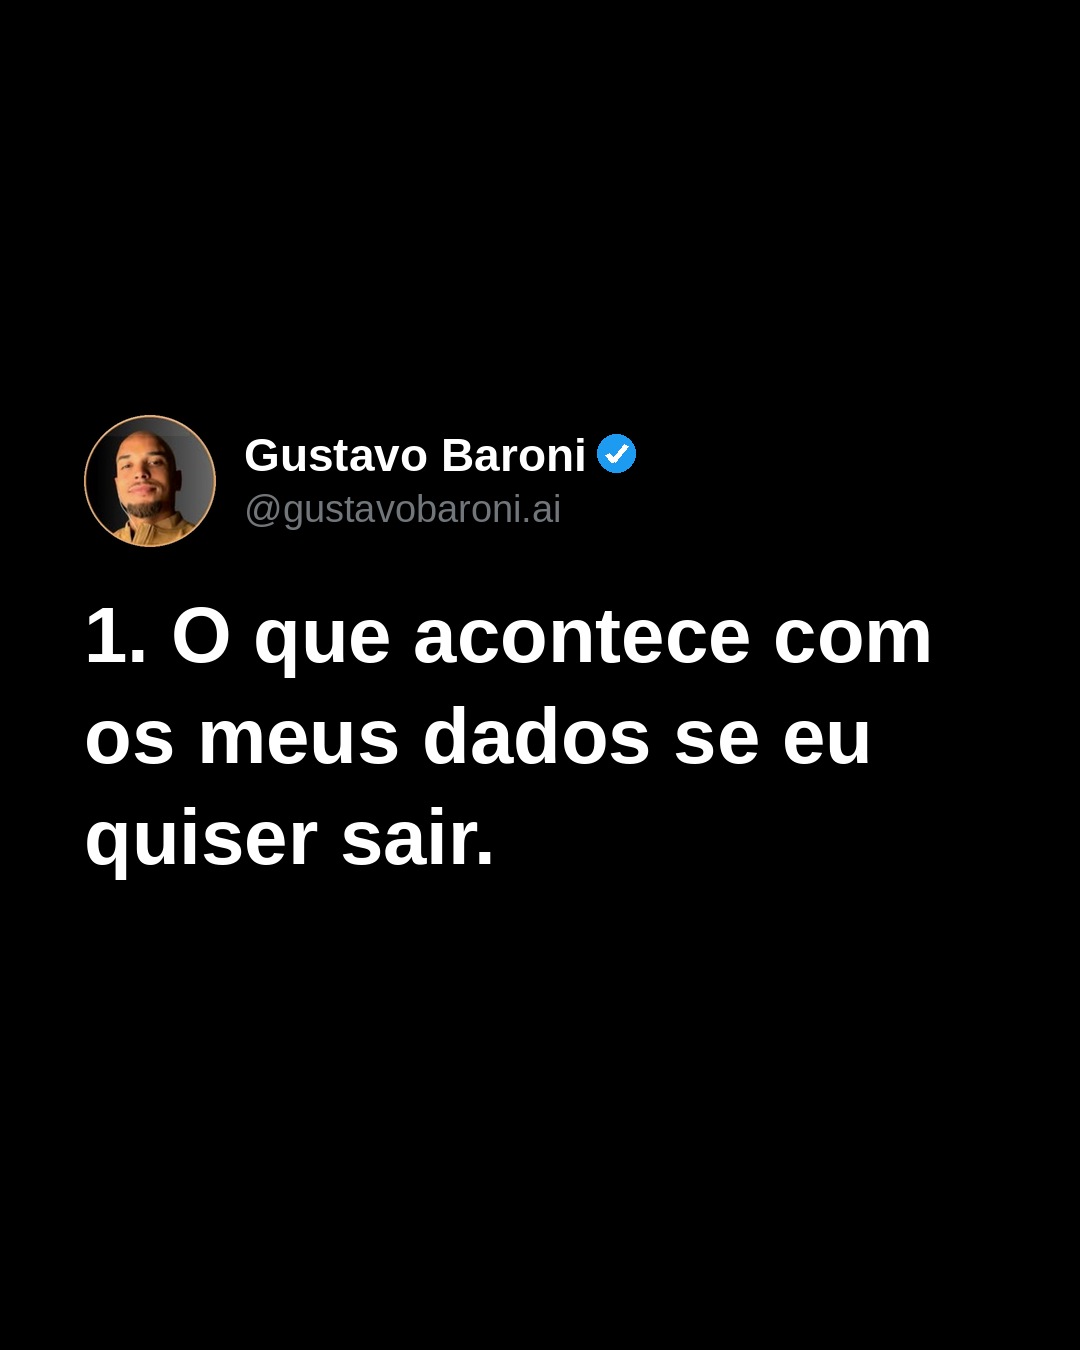 Gustavo Baroni
@gustavobaroni.ai
1. O que acontece com
os meus dados se eu
quiser sair.